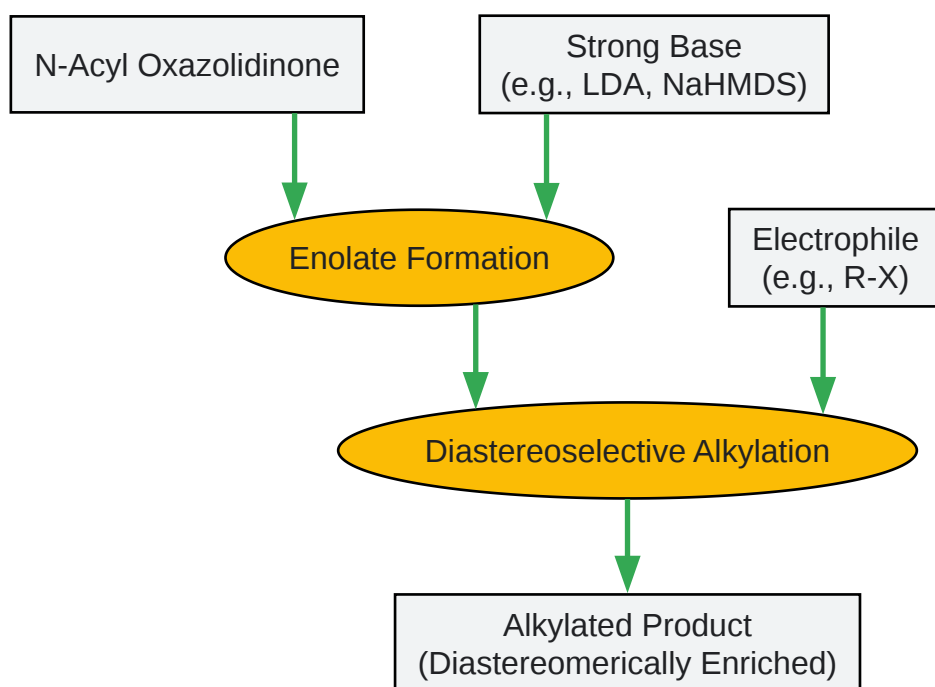 N-Acyl Oxazolidinone
Strong Base
(e.g., LDA, NaHMDS)
Enolate Formation
Electrophile
(e.g., R-X)
Diastereoselective Alkylation
Alkylated Product
(Diastereomerically Enriched)